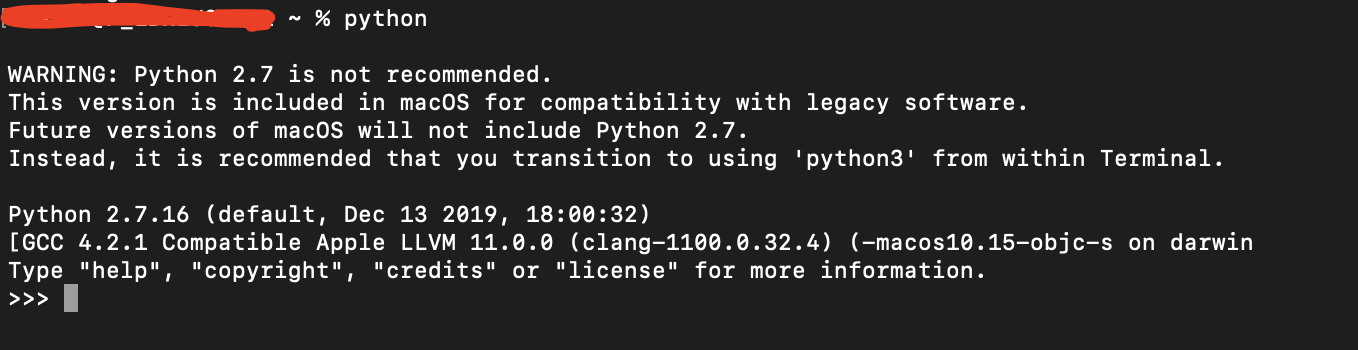 ~ % python
WARNING: Python 2.7 is not recommended.
This version is included in macOS for compatibility with legacy software.
Future versions of macOS will not include Python 2.7.
Instead, it is recommended that you transition to using 'python3' from within Terminal.
Python 2.7.16 (default, Dec 13 2019, 18:00:32)
[GCC 4.2.1 Compatible Apple LLVM 11.0.0 (clang-1100.0.32.4) (-macos10.15-objc-s on darwin
Type "help", "copyright", "credits" or "license" for more information.
>>>